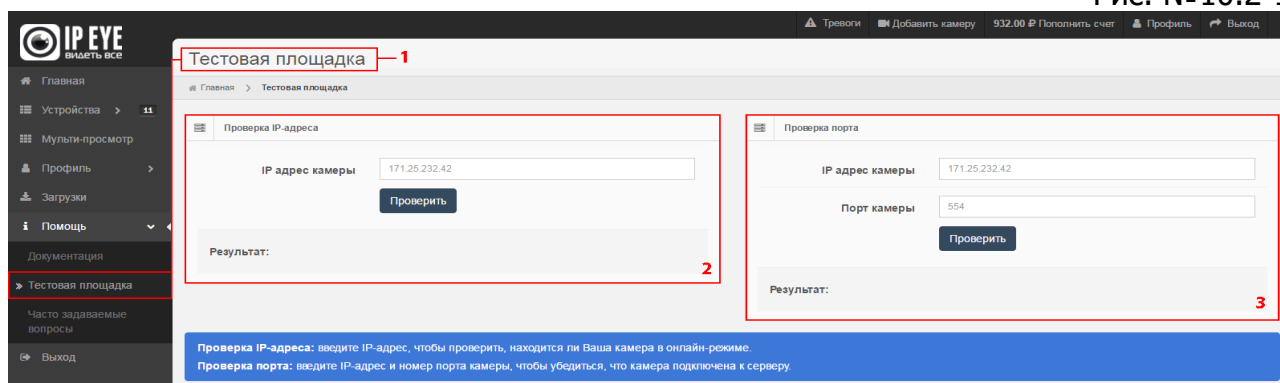 Тревоги Добавить камеру 932.00 ₽ Пополнить счет Профиль Выход
IP EYE
видеть все
Тестовая площадка 1
Главная > Тестовая площадка
Главная
Устройства > 11
Мульти-просмотр
Профиль >
Загрузки
Помощь
Документация
Тестовая площадка
Часто задаваемые
вопросы
Выход
Проверка IP-адреса
IP адрес камеры 171.25.232.42
Проверить
Результат:
2
Проверка порта
IP адрес камеры 171.25.232.42
Порт камеры 554
Проверить
Результат:
3
Проверка IP-адреса: введите IP-адрес, чтобы проверить, находится ли Ваша камера в онлайн-режиме.
Проверка порта: введите IP-адрес и номер порта камеры, чтобы убедиться, что камера подключена к серверу.